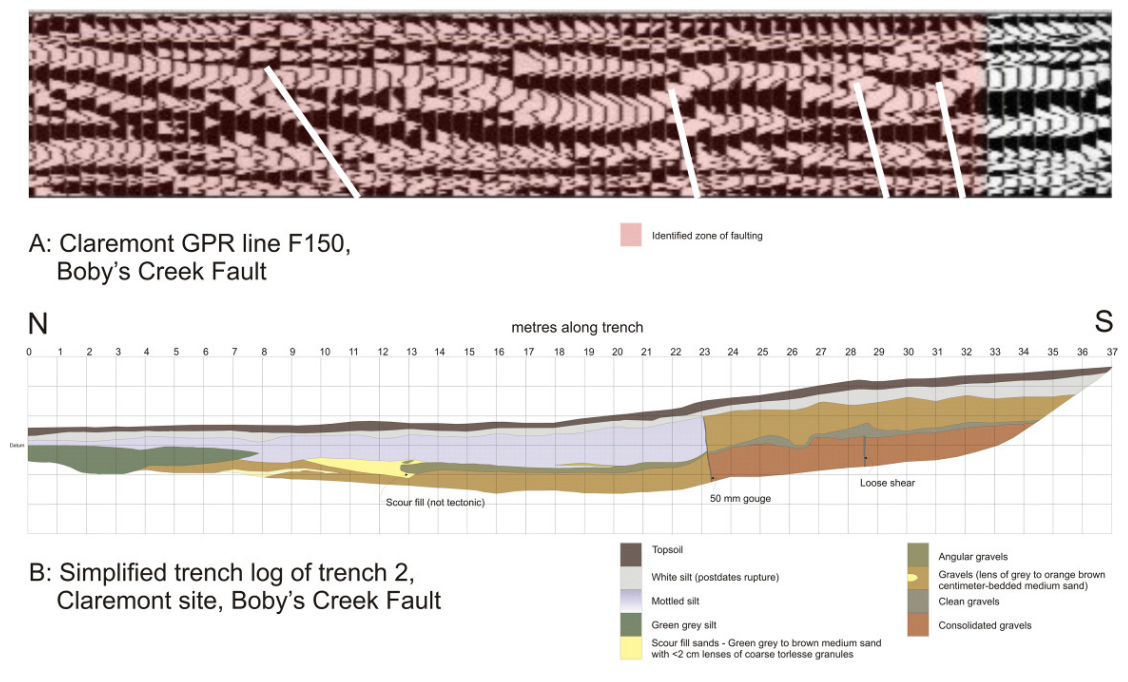 A: Claremont GPR line F150,
Boby's Creek Fault
Identified zone of faulting
N
metres along trench
S
0 1 2 3 4 5 6 7 8 9 10 11 12 13 14 15 16 17 18 19 20 21 22 23 24 25 26 27 28 29 30 31 32 33 34 35 36 37
Datum
Scour fill (not tectonic)
50 mm gouge
Loose shear
B: Simplified trench log of trench 2,
Claremont site, Boby's Creek Fault
Topsoil
White silt (postdates rupture)
Mottled silt
Green grey silt
Scour fill sands - Green grey to brown medium sand
with <2 cm lenses of coarse torlesse granules
Angular gravels
Gravels (lens of grey to orange brown
centimeter-bedded medium sand)
Clean gravels
Consolidated gravels